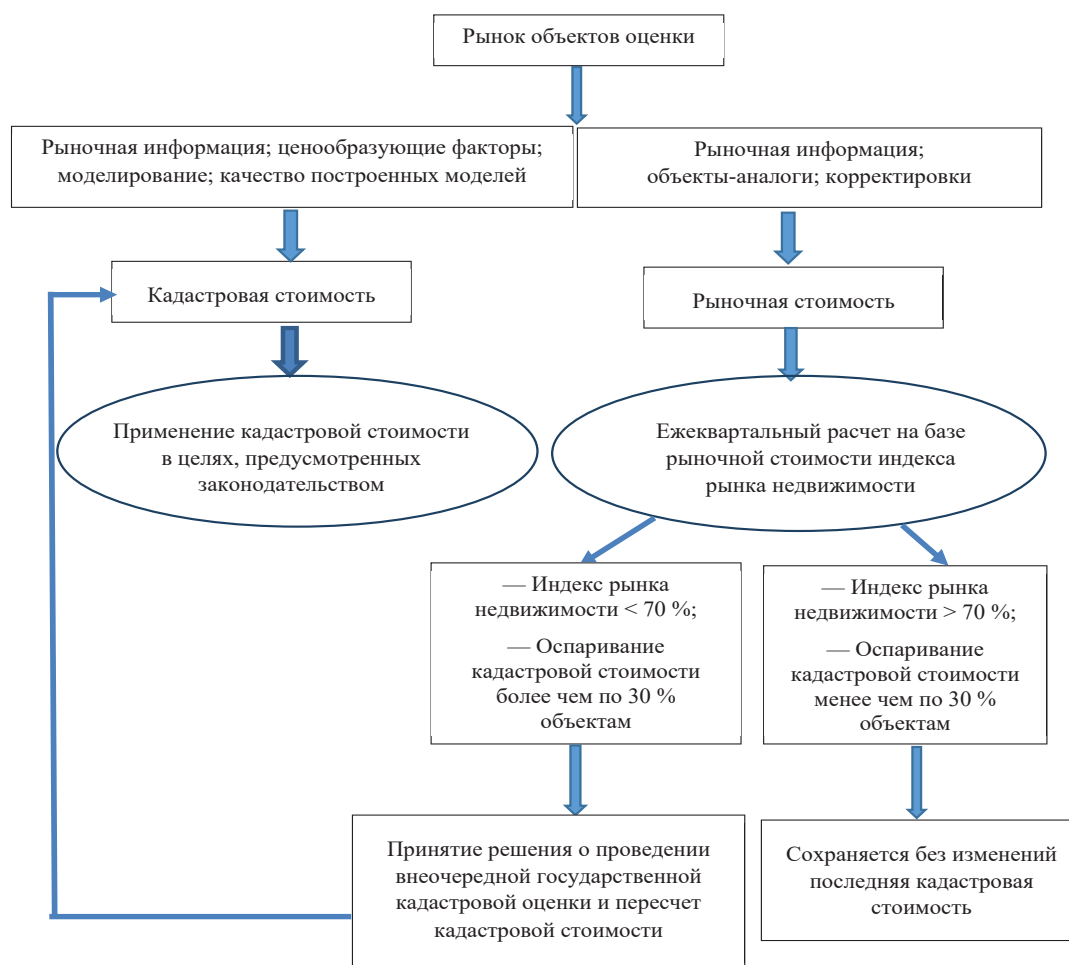 Рынок объектов оценки
Рыночная информация; ценообразующие факторы;
моделирование; качество построенных моделей
Рыночная информация;
объекты-аналоги; корректировки
Кадастровая стоимость
Рыночная стоимость
Применение кадастровой стоимости
в целях, предусмотренных
законодательством
Ежеквартальный расчет на базе
рыночной стоимости индекса
рынка недвижимости
— Индекс рынка
недвижимости < 70 %;
— Оспаривание
кадастровой стоимости
более чем по 30 %
объектам
— Индекс рынка
недвижимости > 70 %;
— Оспаривание
кадастровой стоимости
менее чем по 30 %
объектам
Принятие решения о проведении
внеочередной государственной
кадастровой оценки и пересчет
кадастровой стоимости
Сохраняется без изменений
последняя кадастровая
стоимость